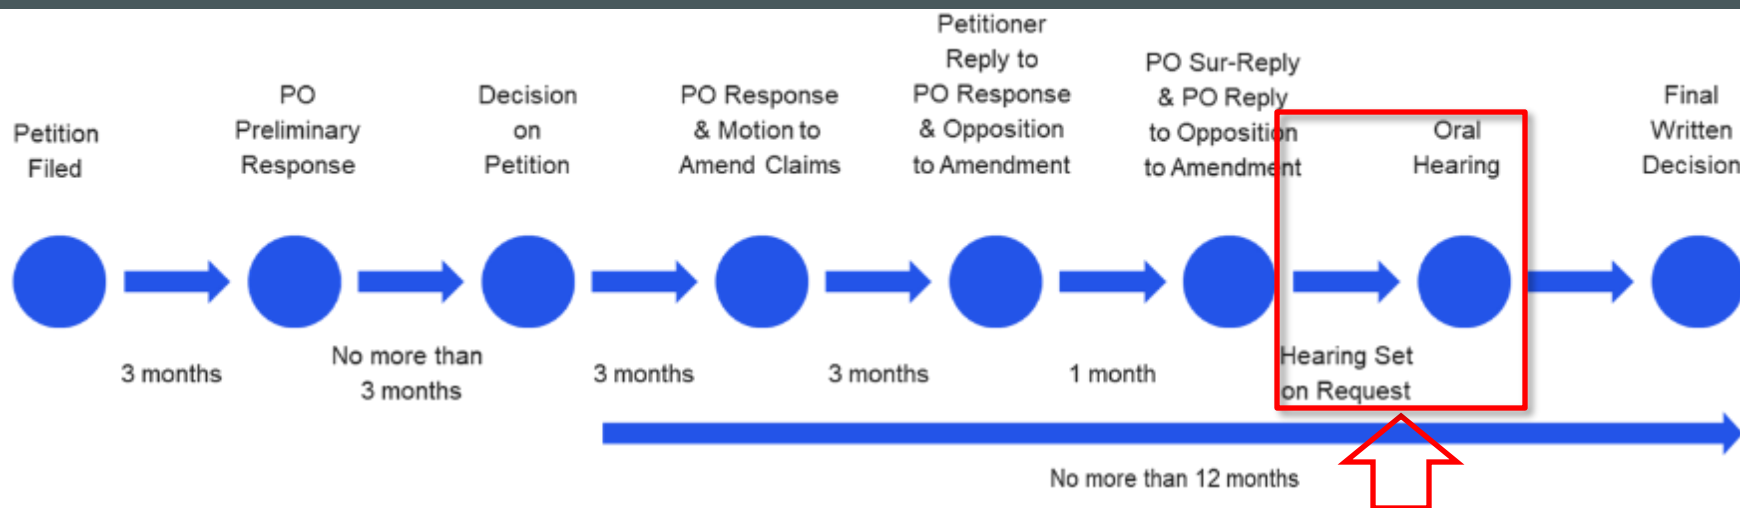 Petition
Filed
PO
Preliminary
Response
Decision
on
Petition
PO Response
& Motion to
Amend Claims
Petitioner
Reply to
PO Response
& Opposition
to Amendment
PO Sur-Reply
& PO Reply
to Opposition
to Amendment
Oral
Hearing
Final
Written
Decision
3 months
No more than
3 months
3 months
3 months
1 month
Hearing Set
on Request
No more than 12 months